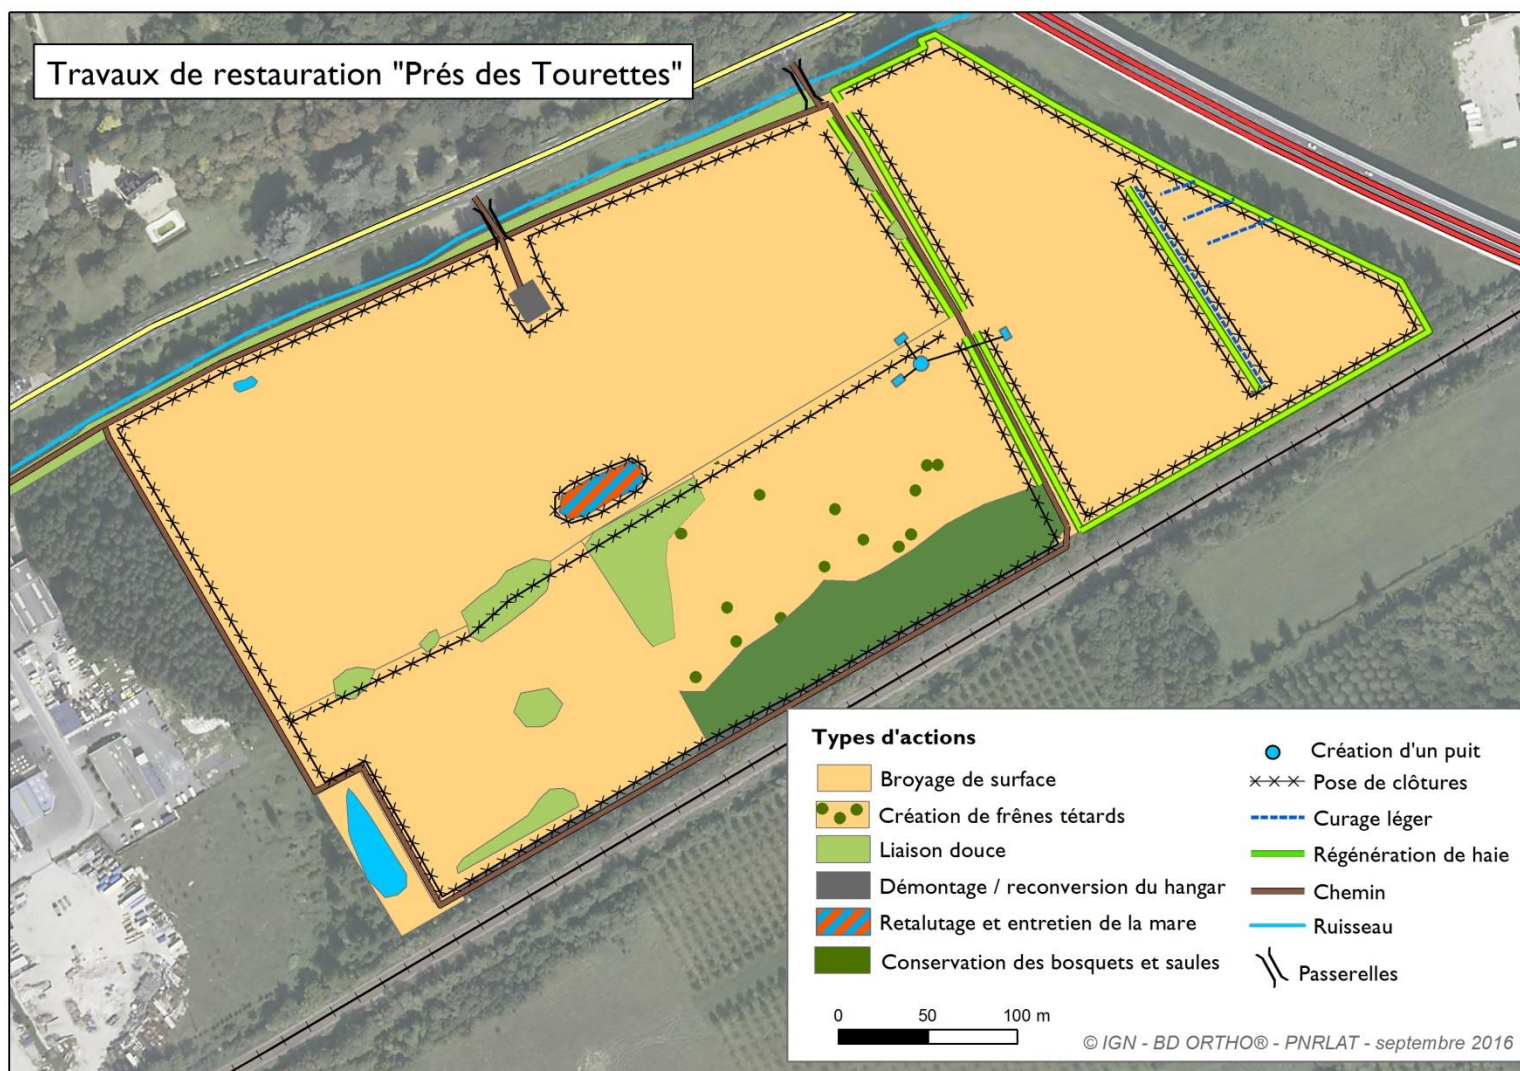 Travaux de restauration "Prés des Tourettes"
Types d'actions
Broyage de surface
Création de frênes tétards
Liaison douce
Démontage / reconversion du hangar
Retalutage et entretien de la mare
Conservation des bosquets et saules
Création d'un puit
Pose de clôtures
Curage léger
Régénération de haie
Chemin
Ruisseau
Passerelles
0 50 100 m
© IGN - BD ORTHO® - PNRLAT - septembre 2016